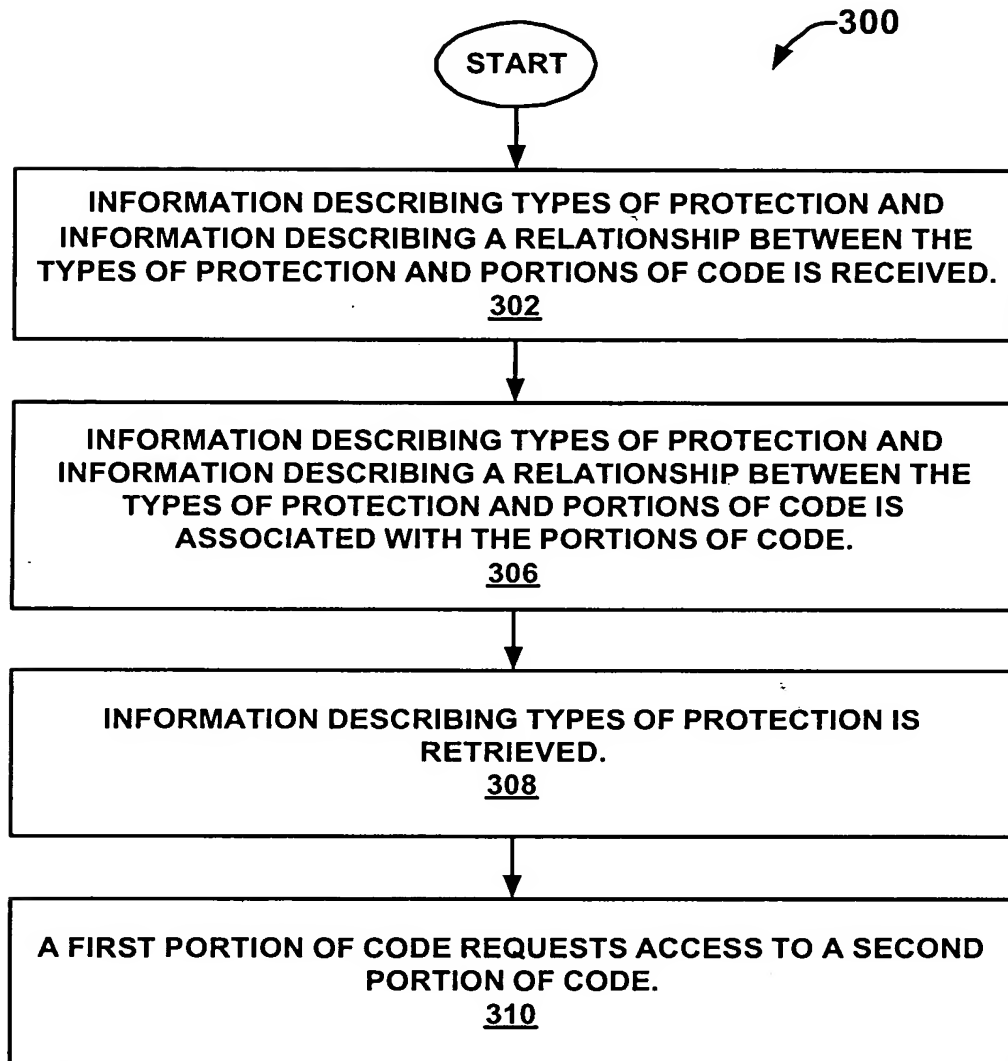 300
START
INFORMATION DESCRIBING TYPES OF PROTECTION AND
INFORMATION DESCRIBING A RELATIONSHIP BETWEEN THE
TYPES OF PROTECTION AND PORTIONS OF CODE IS RECEIVED.
302
INFORMATION DESCRIBING TYPES OF PROTECTION AND
INFORMATION DESCRIBING A RELATIONSHIP BETWEEN THE
TYPES OF PROTECTION AND PORTIONS OF CODE IS
ASSOCIATED WITH THE PORTIONS OF CODE.
306
INFORMATION DESCRIBING TYPES OF PROTECTION IS
RETRIEVED.
308
A FIRST PORTION OF CODE REQUESTS ACCESS TO A SECOND
PORTION OF CODE.
310